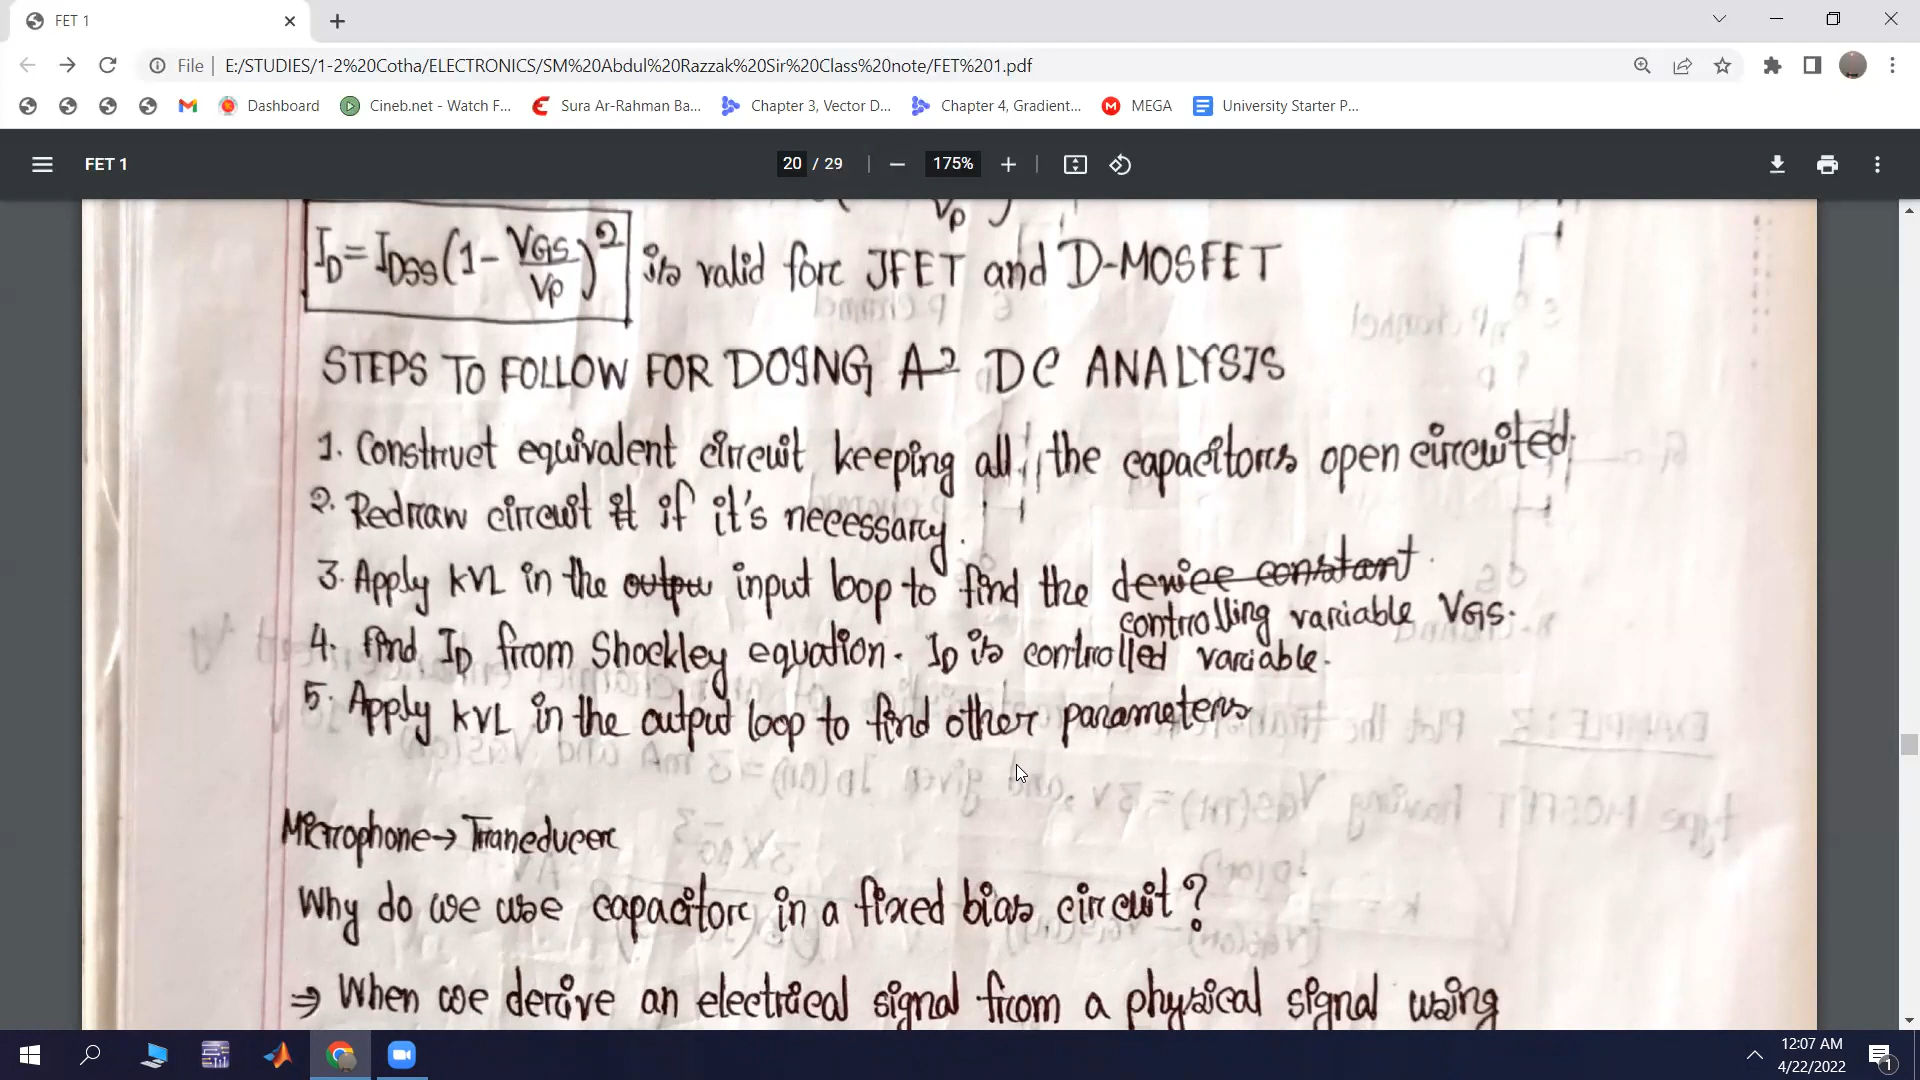 FET 1
File
E:/STUDIES/1-2%20Cotha/ELECTRONICS/SM%20Abdul%20Razzak%20Sir%20Class%20note/FET%201.pdf
Dashboard
Cineb.net - Watch F...
Sura Ar-Rahman Ba...
Chapter 3, Vector D...
Chapter 4, Gradient...
MEGA
University Starter P...
FET 1
20 / 29
175%
Vp )
ID = IDSS (1 - VGS/Vp)² is valid for JFET and D-MOSFET
STEPS TO FOLLOW FOR DOING A DC ANALYSIS
1. Construct equivalent circuit keeping all the capacitors open circuited.
2. Redraw circuit it if it's necessary.
3. Apply KVL in the outpu input loop to find the device constant
controlling variable VGS.
4. Find ID from Shockley equation. ID is controlled variable.
5. Apply KVL in the output loop to find other parameters
Microphone → Traneducer
Why do we use capacitor in a fixed bias circuit?
⇒ When we derive an electrical signal from a physical signal using
12:07 AM
4/22/2022
1